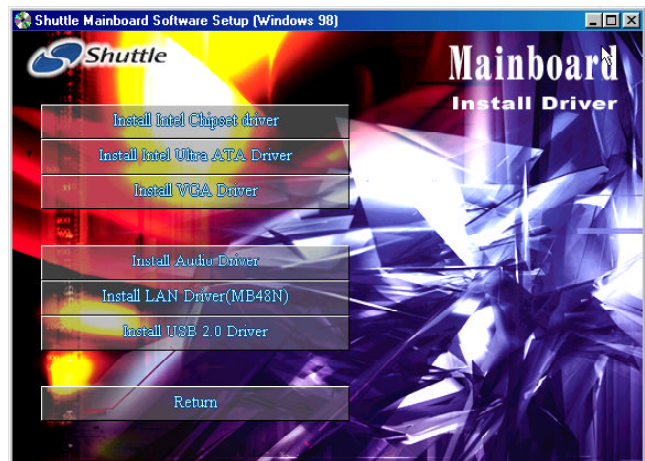 Shuttle Mainboard Software Setup (Windows 98)
Shuttle
Mainboard
Install Driver
Install Intel Chipset driver
Install Intel Ultra ATA Driver
Install VGA Driver
Install Audio Driver
Install LAN Driver(MB48N)
Install USB 2.0 Driver
Return